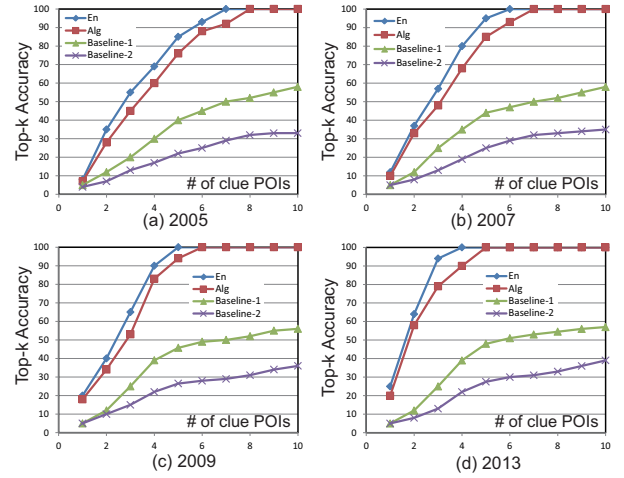 Top-k Accuracy
100
90
80
70
60
50
40
30
20
10
0
En
Alg
Baseline-1
Baseline-2
# of clue POIs
0 2 4 6 8 10
(a) 2005
Top-k Accuracy
100
90
80
70
60
50
40
30
20
10
0
En
Alg
Baseline-1
Baseline-2
# of clue POIs
0 2 4 6 8 10
(b) 2007
Top-k Accuracy
100
90
80
70
60
50
40
30
20
10
0
En
Alg
Baseline-1
Baseline-2
# of clue POIs
0 2 4 6 8 10
(c) 2009
Top-k Accuracy
100
90
80
70
60
50
40
30
20
10
0
En
Alg
Baseline-1
Baseline-2
# of clue POIs
0 2 4 6 8 10
(d) 2013